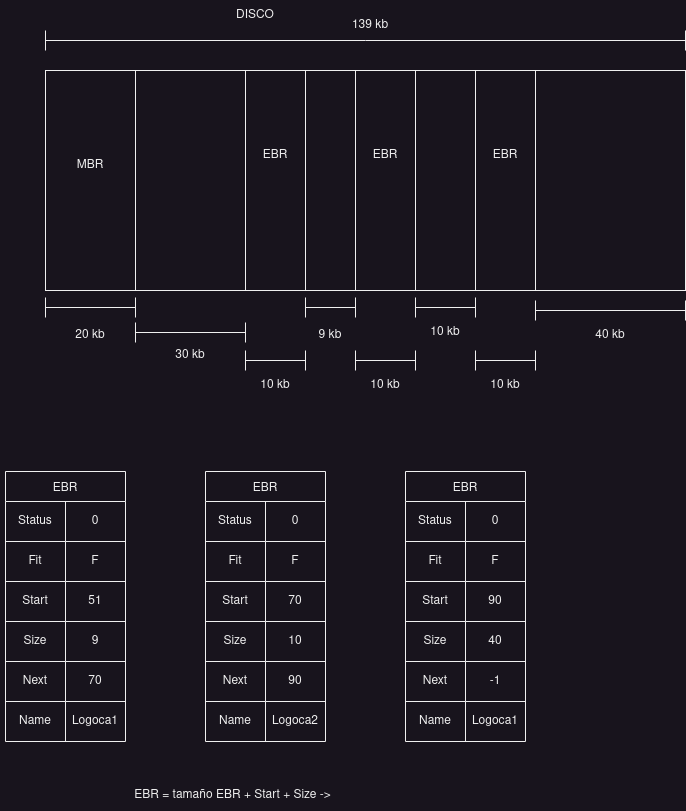 DISCO
139 kb
MBR
EBR
EBR
EBR
20 kb
30 kb
10 kb
9 kb
10 kb
10 kb
10 kb
40 kb
EBR
Status 0
Fit F
Start 51
Size 9
Next 70
Name Logoca1
EBR
Status 0
Fit F
Start 70
Size 10
Next 90
Name Logoca2
EBR
Status 0
Fit F
Start 90
Size 40
Next -1
Name Logoca1
EBR = tamaño EBR + Start + Size ->